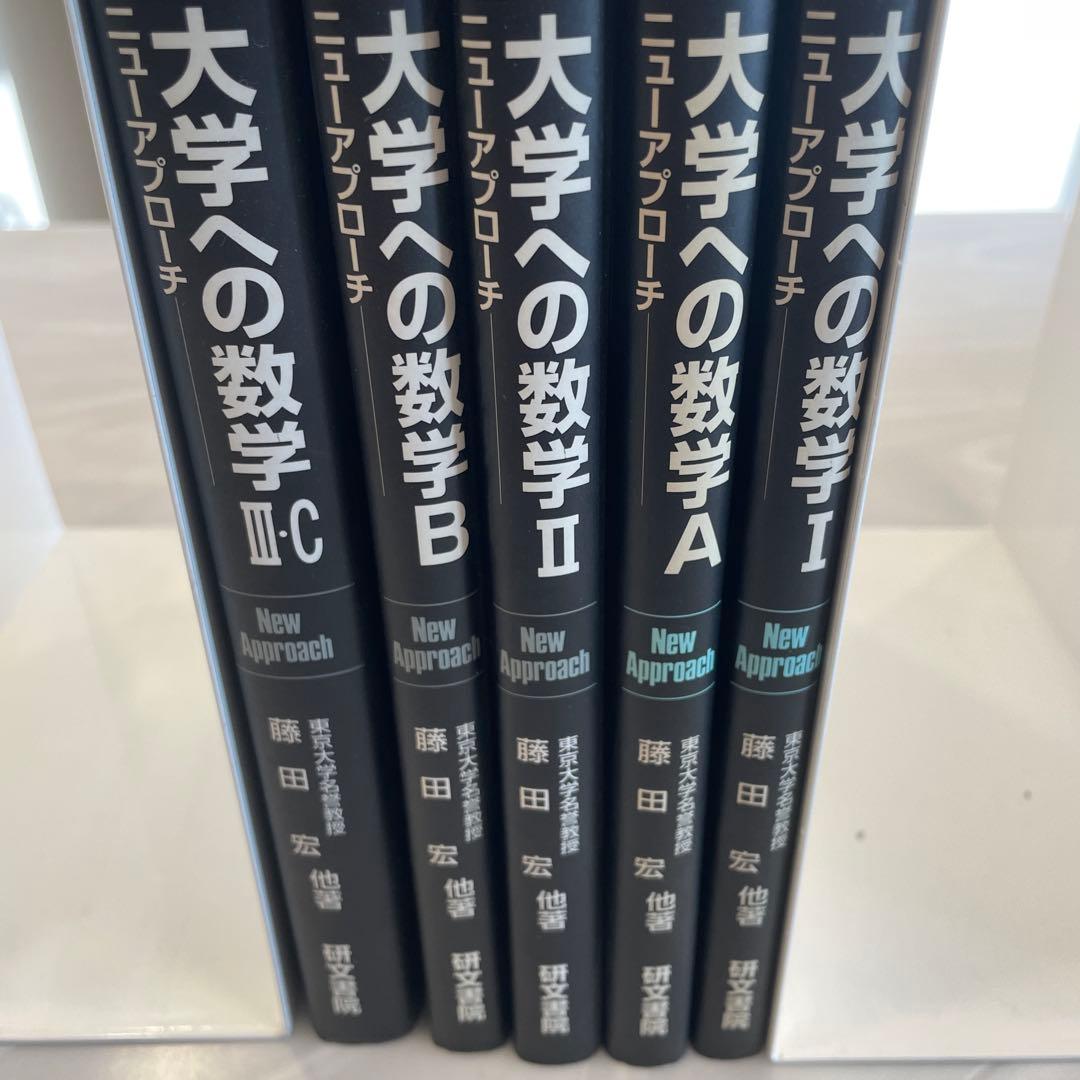 ニューアプローチ
大学への数学 III・C
New
Approach
東京大学名誉教授
藤田 宏 他著
研文書院
ニューアプローチ
大学への数学 B
New
Approach
東京大学名誉教授
藤田 宏 他著
研文書院
ニューアプローチ
大学への数学 II
New
Approach
東京大学名誉教授
藤田 宏 他著
研文書院
ニューアプローチ
大学への数学 A
New
Approach
東京大学名誉教授
藤田 宏 他著
研文書院
ニューアプローチ
大学への数学 I
New
Approach
東京大学名誉教授
藤田 宏 他著
研文書院